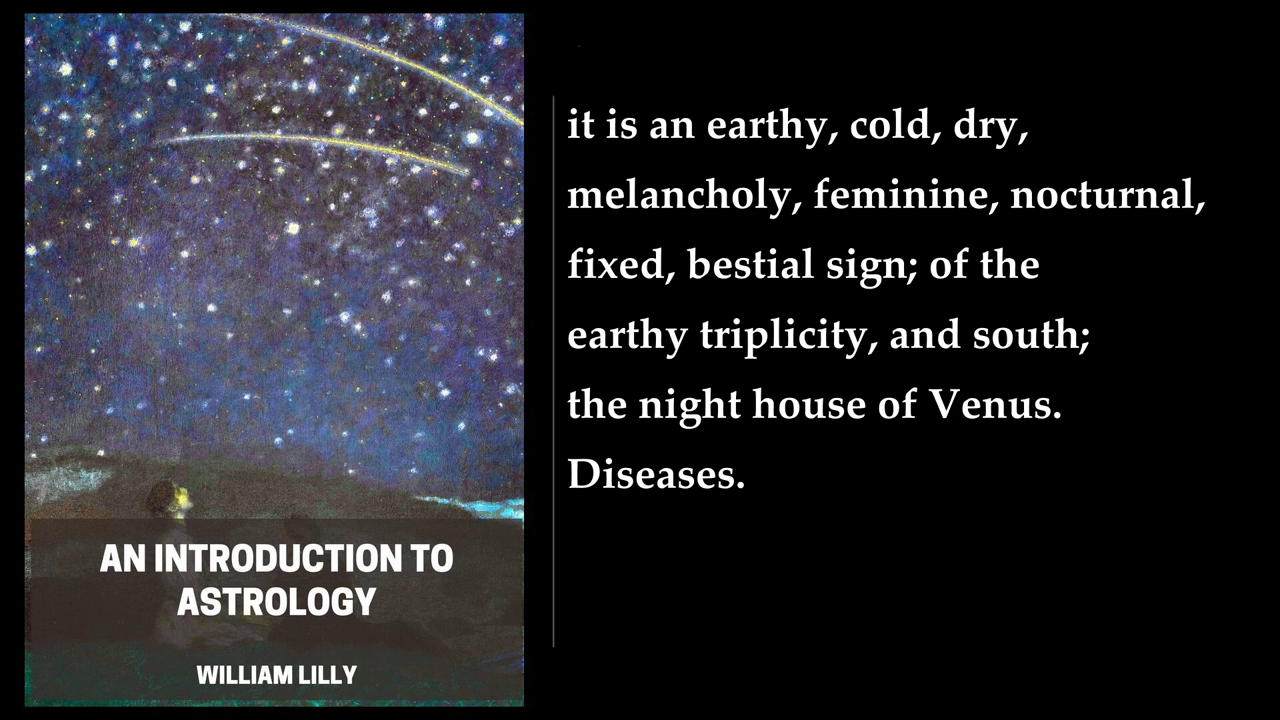 AN INTRODUCTION TO
ASTROLOGY
WILLIAM LILLY
it is an earthy, cold, dry,
melancholy, feminine, nocturnal,
fixed, bestial sign; of the
earthy triplicity, and south;
the night house of Venus.
Diseases.